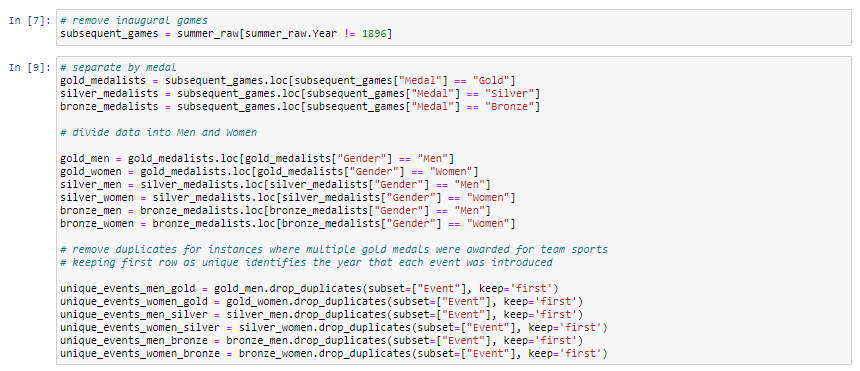 In [7]: # remove inaugural games
subsequent_games = summer_raw[summer_raw.Year != 1896]
In [9]: # separate by medal
gold_medalists = subsequent_games.loc[subsequent_games["Medal"] == "Gold"]
silver_medalists = subsequent_games.loc[subsequent_games["Medal"] == "Silver"]
bronze_medalists = subsequent_games.loc[subsequent_games["Medal"] == "Bronze"]
# divide data into Men and Women
gold_men = gold_medalists.loc[gold_medalists["Gender"] == "Men"]
gold_women = gold_medalists.loc[gold_medalists["Gender"] == "Women"]
silver_men = silver_medalists.loc[silver_medalists["Gender"] == "Men"]
silver_women = silver_medalists.loc[silver_medalists["Gender"] == "Women"]
bronze_men = bronze_medalists.loc[bronze_medalists["Gender"] == "Men"]
bronze_women = bronze_medalists.loc[bronze_medalists["Gender"] == "Women"]
# remove duplicates for instances where multiple gold medals were awarded for team sports
# keeping first row as unique identifies the year that each event was introduced
unique_events_men_gold = gold_men.drop_duplicates(subset=["Event"], keep='first')
unique_events_women_gold = gold_women.drop_duplicates(subset=["Event"], keep='first')
unique_events_men_silver = silver_men.drop_duplicates(subset=["Event"], keep='first')
unique_events_women_silver = silver_women.drop_duplicates(subset=["Event"], keep='first')
unique_events_men_bronze = bronze_men.drop_duplicates(subset=["Event"], keep='first')
unique_events_women_bronze = bronze_women.drop_duplicates(subset=["Event"], keep='first')